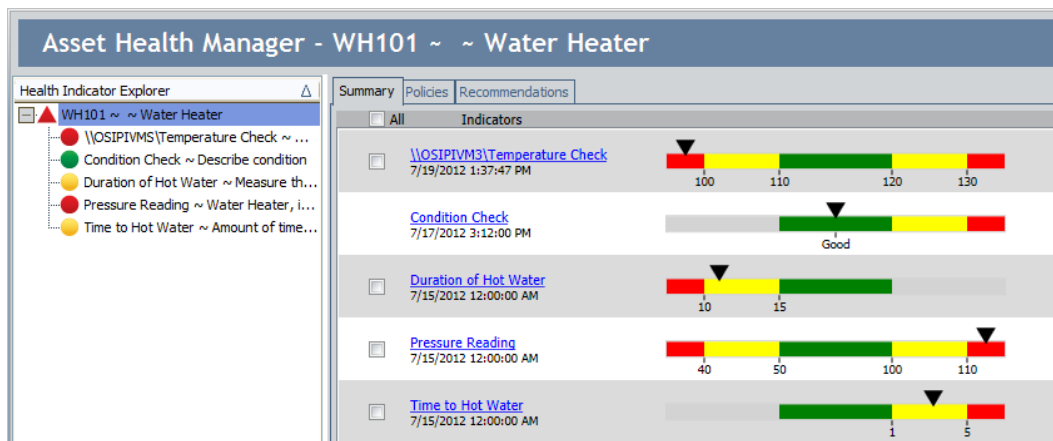 Asset Health Manager - WH101 ~ ~ Water Heater
Health Indicator Explorer
WH101 ~ ~ Water Heater
\\OSIPIVMS\Temperature Check ~ ...
Condition Check ~ Describe condition
Duration of Hot Water ~ Measure th...
Pressure Reading ~ Water Heater, i...
Time to Hot Water ~ Amount of time...
Summary Policies Recommendations
All Indicators
\\OSIPIVM3\Temperature Check
7/19/2012 1:37:47 PM
100 110 120 130
Condition Check
7/17/2012 3:12:00 PM
Good
Duration of Hot Water
7/15/2012 12:00:00 AM
10 15
Pressure Reading
7/15/2012 12:00:00 AM
40 50 100 110
Time to Hot Water
7/15/2012 12:00:00 AM
1 5